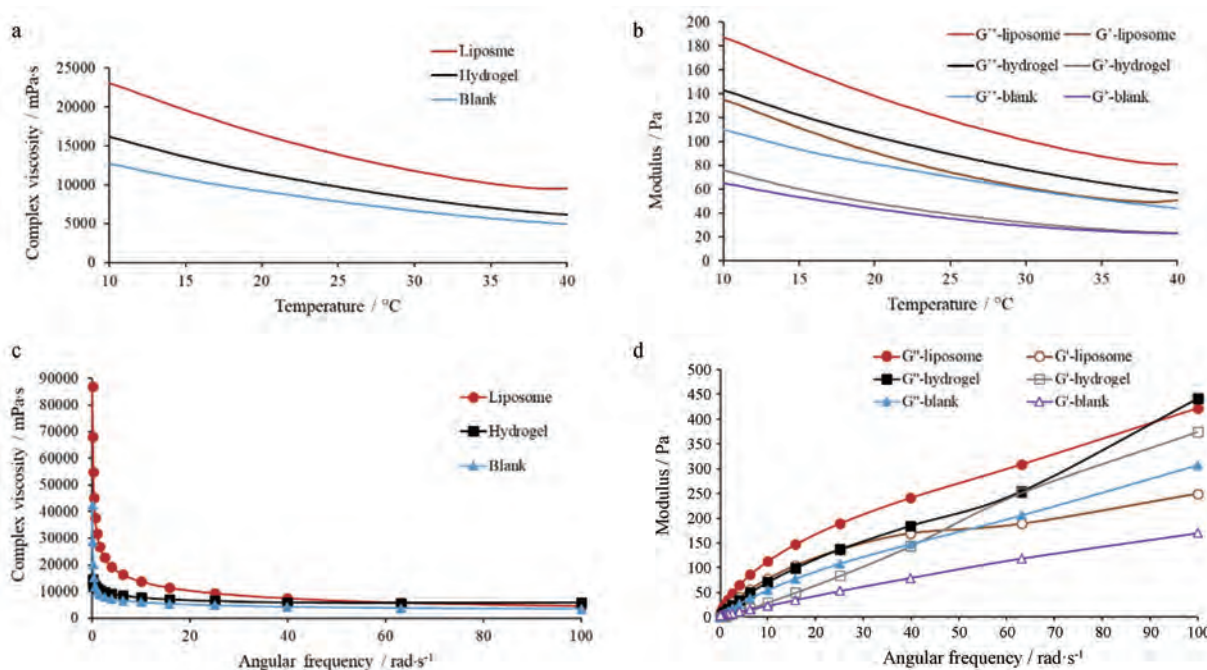 a
Liposme
Hydrogel
Blank
Complex viscosity / mPa·s
25000
20000
15000
10000
5000
0
10 15 20 25 30 35 40
Temperature / °C
b
G``-liposome G`-liposome
G``-hydrogel G`-hydrogel
G``-blank G`-blank
Modulus / Pa
200
180
160
140
120
100
80
60
40
20
0
10 15 20 25 30 35 40
Temperature / °C
c
Liposome
Hydrogel
Blank
Complex viscosity / mPa·s
90000
80000
70000
60000
50000
40000
30000
20000
10000
0
0 20 40 60 80 100
Angular frequency / rad·s⁻¹
d
G"-liposome G'-liposome
G"-hydrogel G'-hydrogel
G"-blank G'-blank
Modulus / Pa
500
450
400
350
300
250
200
150
100
50
0
0 10 20 30 40 50 60 70 80 90 100
Angular frequency / rad·s⁻¹